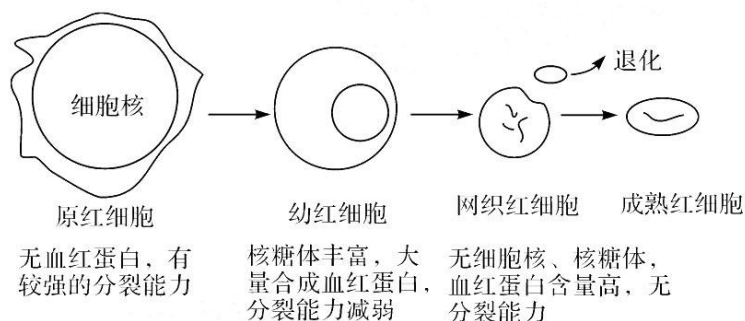 细胞核
退化
原红细胞
幼红细胞
网织红细胞
成熟红细胞
无血红蛋白，有
较强的分裂能力
核糖体丰富，大
量合成血红蛋白，
分裂能力减弱
无细胞核、核糖体，
血红蛋白含量高，无
分裂能力